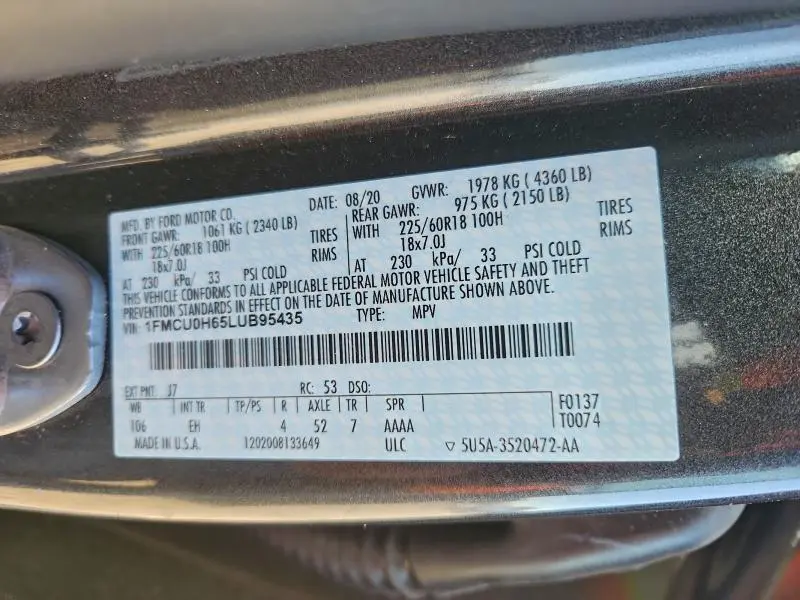 MFD. BY FORD MOTOR CO.
DATE: 08/20 GVWR: 1978 KG ( 4360 LB)
FRONT GAWR: 1061 KG ( 2340 LB)
REAR GAWR: 975 KG ( 2150 LB)
WITH 225/60R18 100H TIRES
WITH 225/60R18 100H TIRES
18x7.0J RIMS
18x7.0J RIMS
AT 230 kPa/ 33 PSI COLD
AT 230 kPa/ 33 PSI COLD
THIS VEHICLE CONFORMS TO ALL APPLICABLE FEDERAL MOTOR VEHICLE SAFETY AND THEFT
PREVENTION STANDARDS IN EFFECT ON THE DATE OF MANUFACTURE SHOWN ABOVE.
VIN: 1FMCU0H65LUB95435 TYPE: MPV
EXT PNT: J7 RC: 53 DSO:
WB INT TR TP/PS R AXLE TR SPR
106 EH 4 52 7 AAAA
F0137
T0074
MADE IN U.S.A. 1202008133649 ULC ▽ 5U5A-3520472-AA